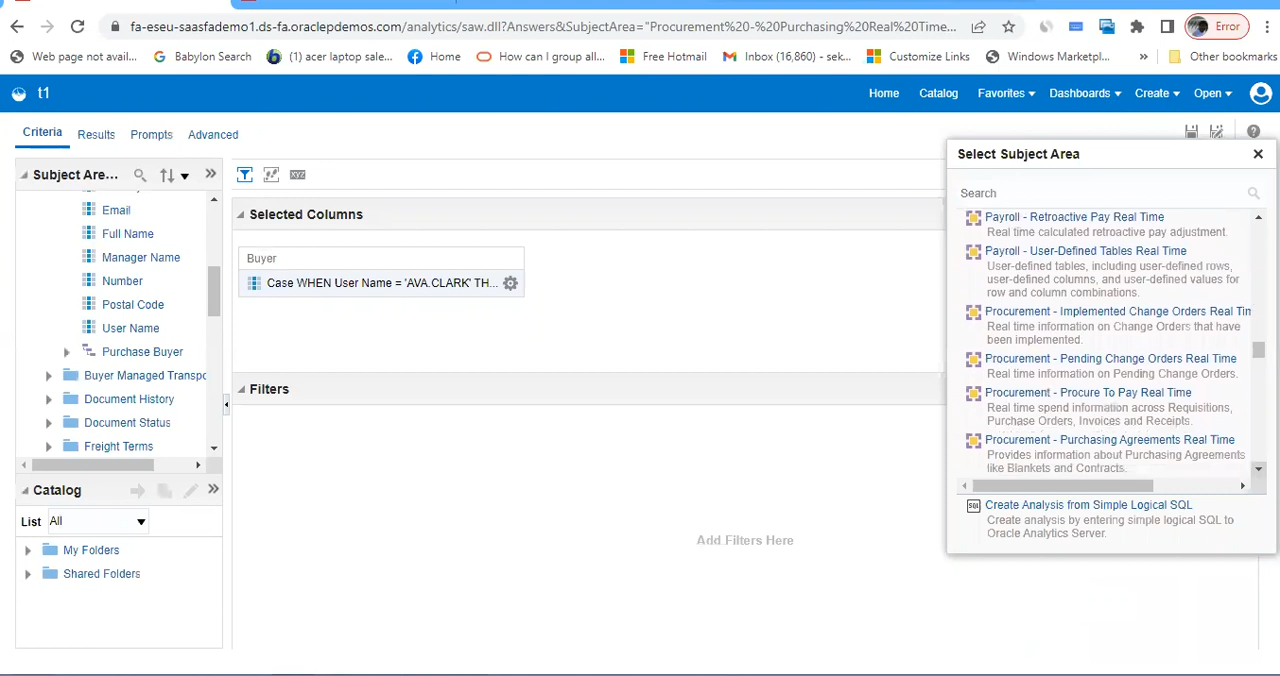 fa-eseu-saasfademo1.ds-fa.oraclepdemos.com/analytics/saw.dll?Answers&SubjectArea="Procurement%20-%20Purchasing%20Real%20Time...
Error
Web page not avail...
Babylon Search
(1) acer laptop sale...
Home
How can I group all...
Free Hotmail
Inbox (16,860) - sek...
Customize Links
Windows Marketpl...
»
Other bookmarks
t1
Home
Catalog
Favorites
Dashboards
Create
Open
Criteria
Results
Prompts
Advanced
Subject Are...
Email
Full Name
Manager Name
Number
Postal Code
User Name
Purchase Buyer
Buyer Managed Transpo
Document History
Document Status
Freight Terms
Catalog
List All
My Folders
Shared Folders
XYZ
Selected Columns
Buyer
Case WHEN User Name = 'AVA.CLARK' TH...
Filters
Add Filters Here
Select Subject Area
Search
Payroll - Retroactive Pay Real Time
Real time calculated retroactive pay adjustment.
Payroll - User-Defined Tables Real Time
User-defined tables, including user-defined rows,
user-defined columns, and user-defined values for
row and column combinations.
Procurement - Implemented Change Orders Real Tim
Real time information on Change Orders that have
been implemented.
Procurement - Pending Change Orders Real Time
Real time information on Pending Change Orders.
Procurement - Procure To Pay Real Time
Real time spend information across Requisitions,
Purchase Orders, Invoices and Receipts.
Procurement - Purchasing Agreements Real Time
Provides information about Purchasing Agreements
like Blankets and Contracts.
SQL
Create Analysis from Simple Logical SQL
Create analysis by entering simple logical SQL to
Oracle Analytics Server.